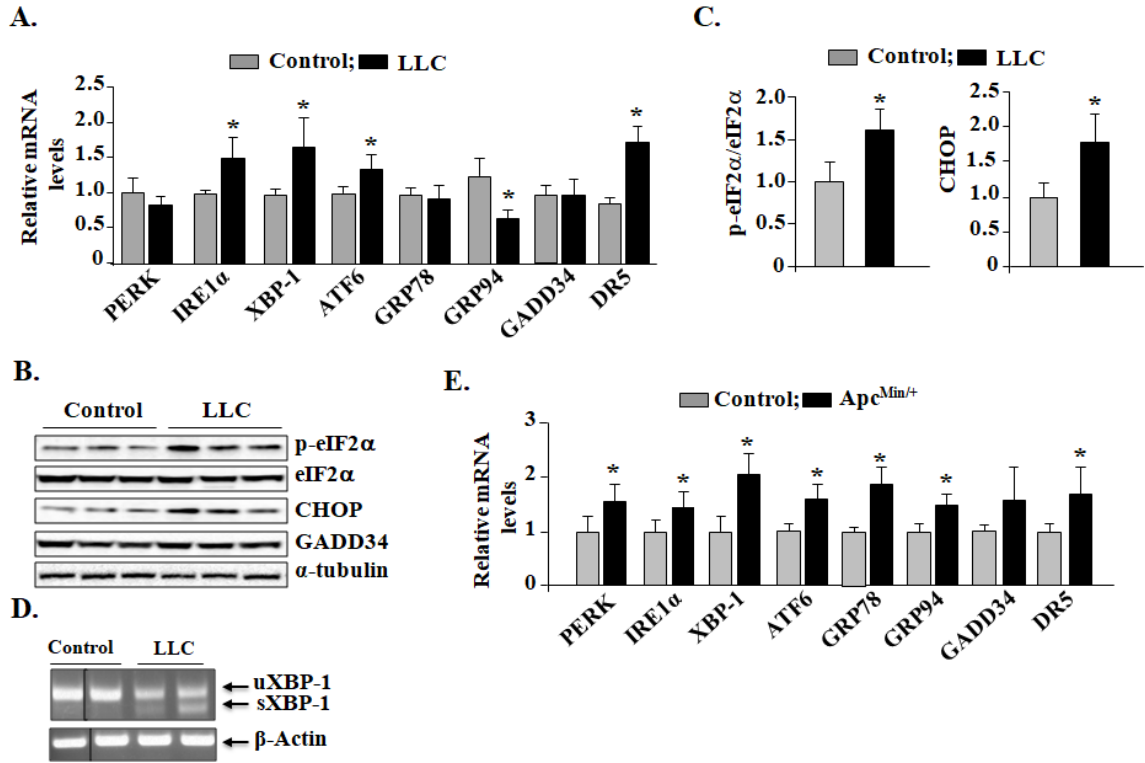 A.
Control; LLC
Relative mRNA
levels
2.5
2.0
1.5
1.0
0.5
0
* * * * *
PERK IRE1α XBP-1 ATF6 GRP78 GRP94 GADD34 DR5
C.
Control; LLC
p-eIF2α/eIF2α
2.0
1.5
1.0
0.5
0.0
*
CHOP
2.5
2.0
1.5
1.0
0.5
0
*
B.
Control LLC
p-eIF2α
eIF2α
CHOP
GADD34
α-tubulin
D.
Control LLC
uXBP-1
sXBP-1
β-Actin
E.
Control; Apc^Min/+
Relative mRNA
levels
3
2
1
0
* * * * * * *
PERK IRE1α XBP-1 ATF6 GRP78 GRP94 GADD34 DR5